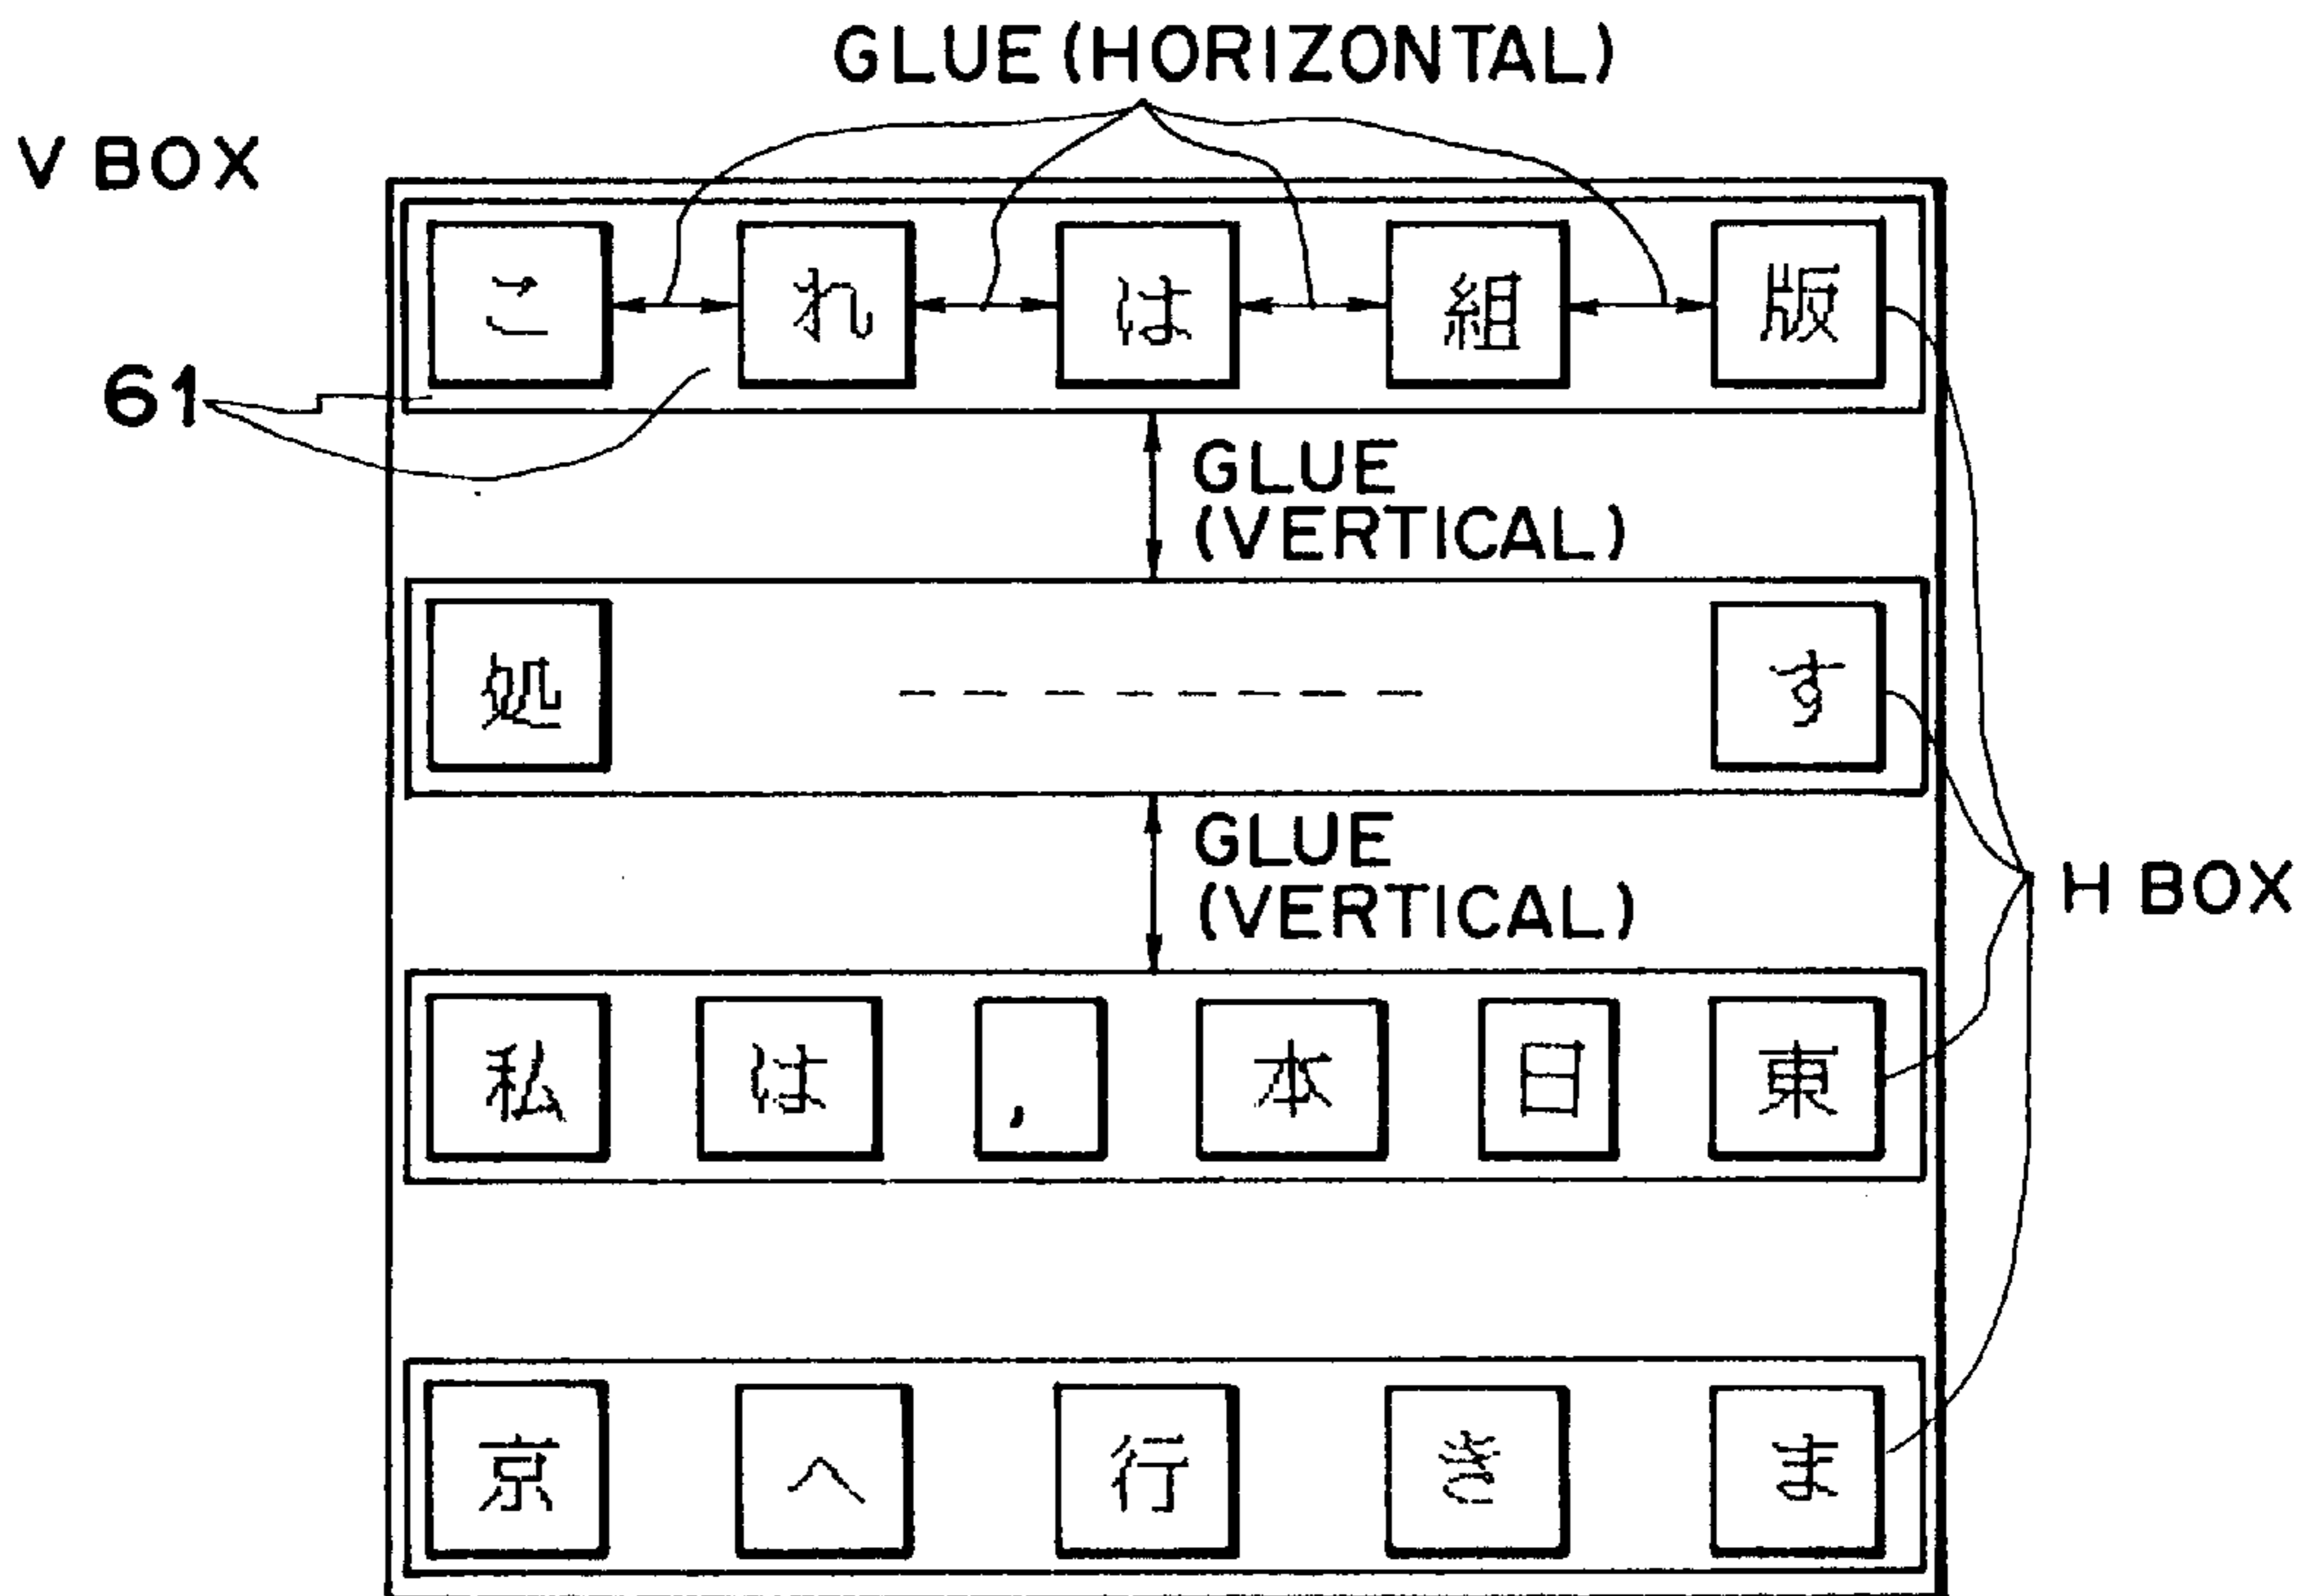 GLUE (HORIZONTAL)
V BOX
これは組版
61
GLUE
(VERTICAL)
処 -------- す
GLUE
(VERTICAL)
H BOX
私は,本日東
京へ行きま